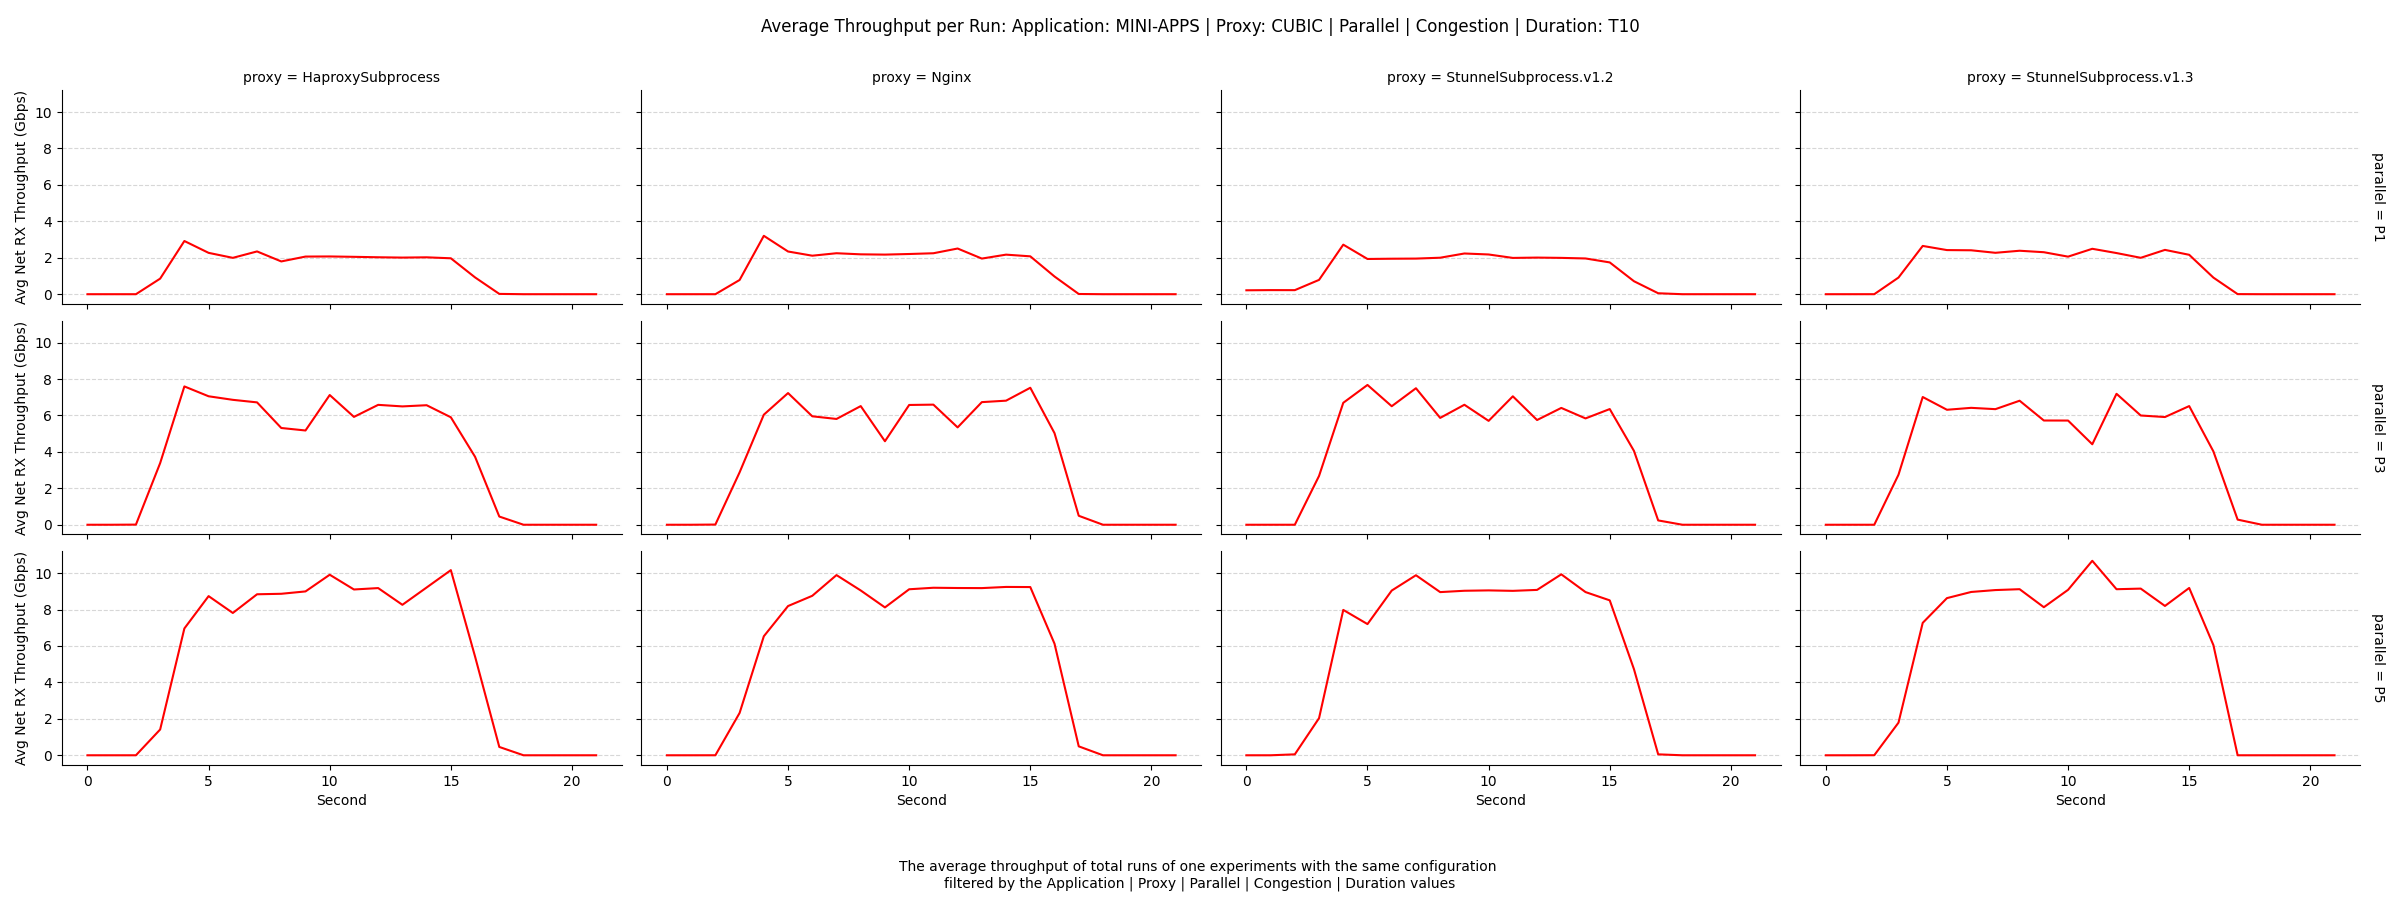 Average Throughput per Run: Application: MINI-APPS | Proxy: CUBIC | Parallel | Congestion | Duration: T10
proxy = HaproxySubprocess
proxy = Nginx
proxy = StunnelSubprocess.v1.2
proxy = StunnelSubprocess.v1.3
Avg Net RX Throughput (Gbps)
10
8
6
4
2
0
parallel = P1
Avg Net RX Throughput (Gbps)
10
8
6
4
2
0
parallel = P3
Avg Net RX Throughput (Gbps)
10
8
6
4
2
0
parallel = P5
0 5 10 15 20
0 5 10 15 20
0 5 10 15 20
0 5 10 15 20
Second
Second
Second
Second
The average throughput of total runs of one experiments with the same configuration
filtered by the Application | Proxy | Parallel | Congestion | Duration values